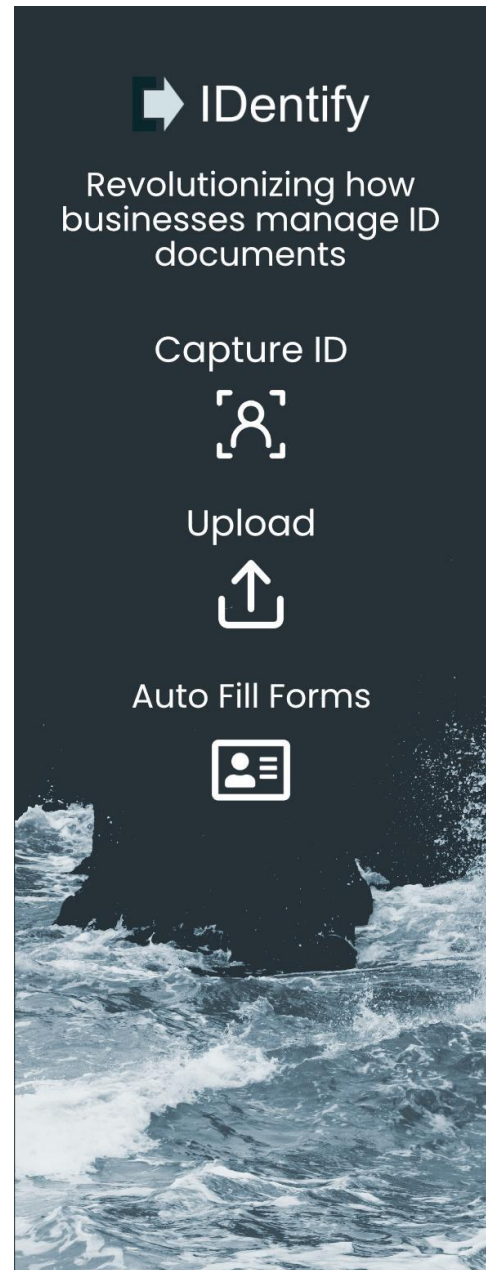 IDentify
Revolutionizing how
businesses manage ID
documents
Capture ID
Upload
Auto Fill Forms